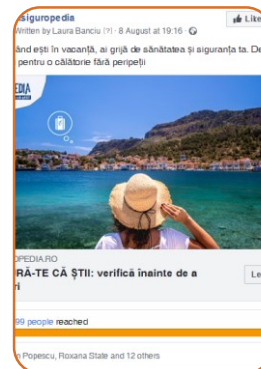 siguropedia
Like
Written by Laura Banciu [?] · 8 August at 19:16 ·
ând ești în vacanță, ai grijă de sănătatea și siguranța ta. De
pentru o călătorie fără peripeții
EDIA
OPEDIA.RO
RĂ-TE CĂ ȘTII: verifică înainte de a
ri
Le
99 people reached
Popescu, Roxana State and 12 others